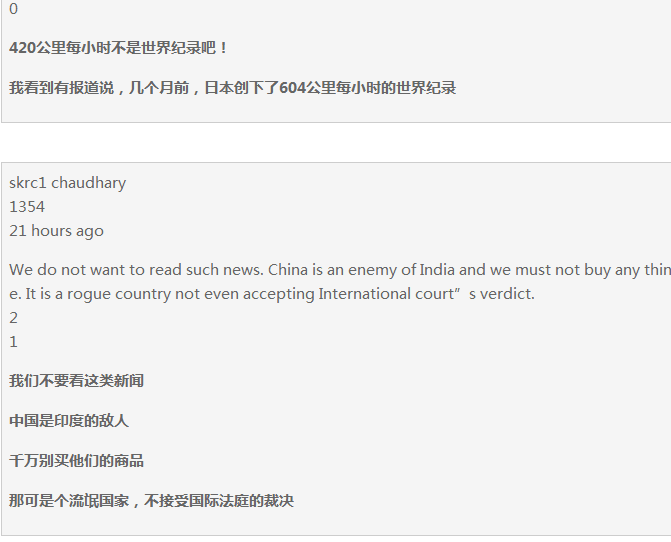 0
420公里每小时不是世界纪录吧！
我看到有报道说，几个月前，日本创下了604公里每小时的世界纪录
skrc1 chaudhary
1354
21 hours ago
We do not want to read such news. China is an enemy of India and we must not buy any thin
e. It is a rogue country not even accepting International court”s verdict.
2
1
我们不要看这类新闻
中国是印度的敌人
千万别买他们的商品
那可是个流氓国家，不接受国际法庭的裁决